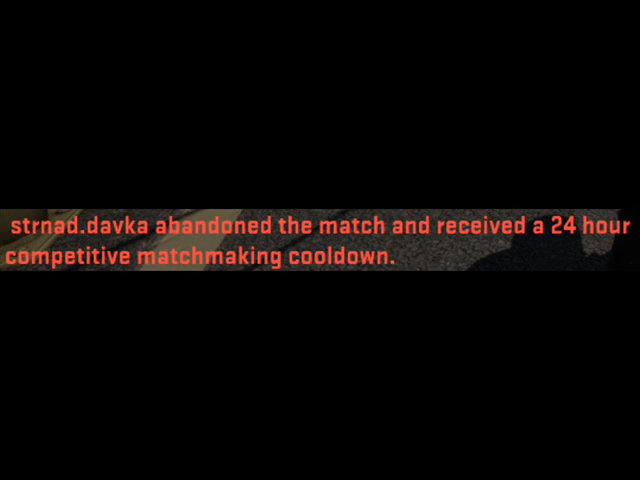 strnad.davka abandoned the match and received a 24 hour
competitive matchmaking cooldown.